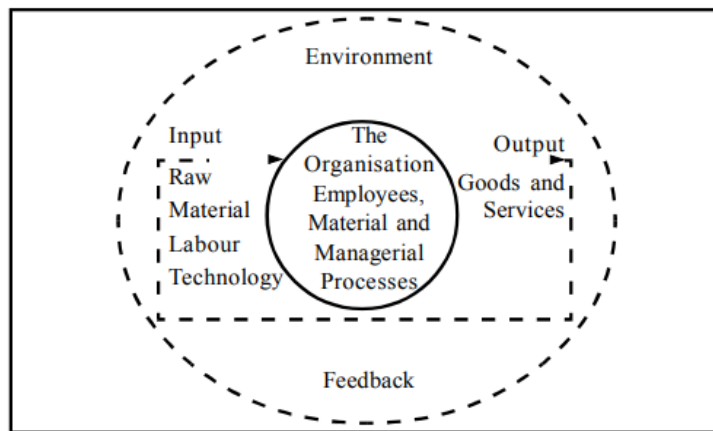 Environment
Input
Raw
Material
Labour
Technology
The
Organisation
Employees,
Material and
Managerial
Processes
Output
Goods and
Services
Feedback